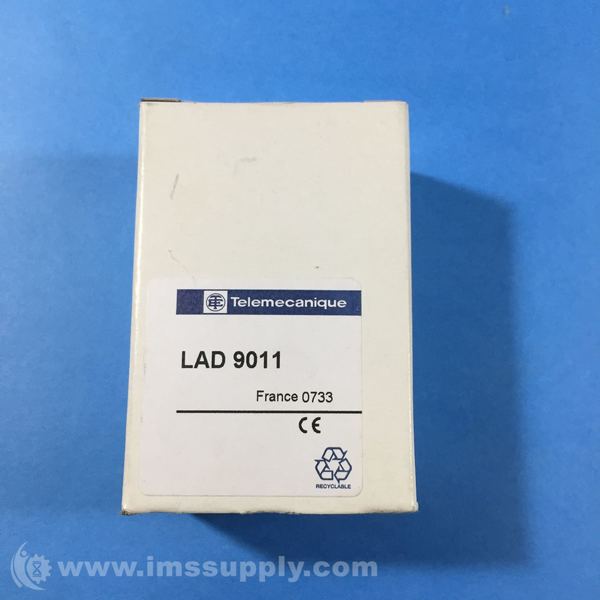 Telemecanique
LAD 9011
France 0733
CE
RECYCLABLE
www.imssupply.com